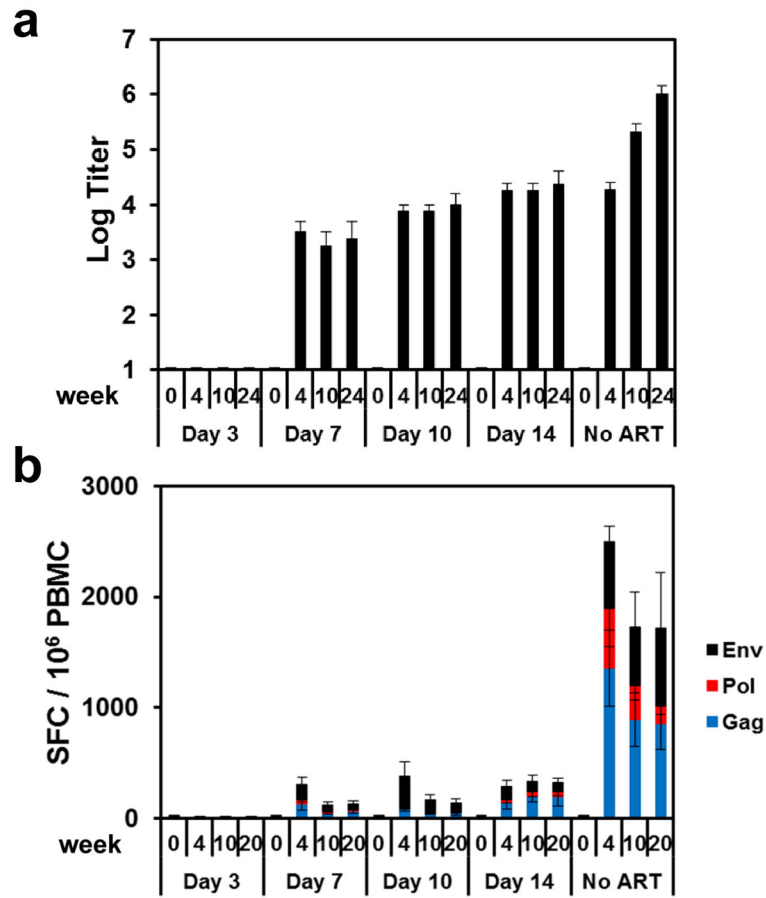 a
7
6
5
4
3
2
1
Log Titer
week
0 4 10 24 0 4 10 24 0 4 10 24 0 4 10 24 0 4 10 24
Day 3 Day 7 Day 10 Day 14 No ART
b
3000
2000
1000
0
SFC / 10⁶ PBMC
Env
Pol
Gag
week
0 4 10 20 0 4 10 20 0 4 10 20 0 4 10 20 0 4 10 20
Day 3 Day 7 Day 10 Day 14 No ART